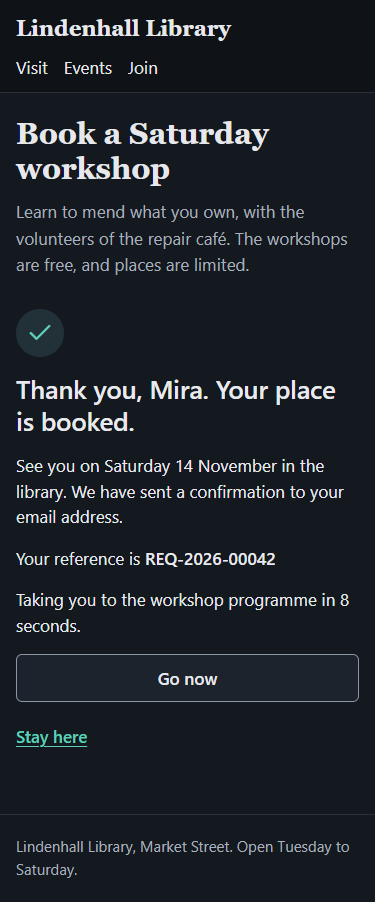 Lindenhall Library
Visit Events Join
Book a Saturday
workshop
Learn to mend what you own, with the
volunteers of the repair café. The workshops
are free, and places are limited.
Thank you, Mira. Your place
is booked.
See you on Saturday 14 November in the
library. We have sent a confirmation to your
email address.
Your reference is REQ-2026-00042
Taking you to the workshop programme in 8
seconds.
Go now
Stay here
Lindenhall Library, Market Street. Open Tuesday to
Saturday.